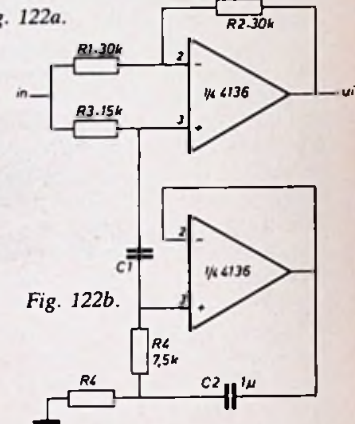 g. 122a.
R2·30k
R1·30k
2
-
in
¼ 4136
ui
R3·15k
3
+
2
-
C1
¼ 4136
Fig. 122b.
3
+
R4
7,5k
R4
C2
1µ